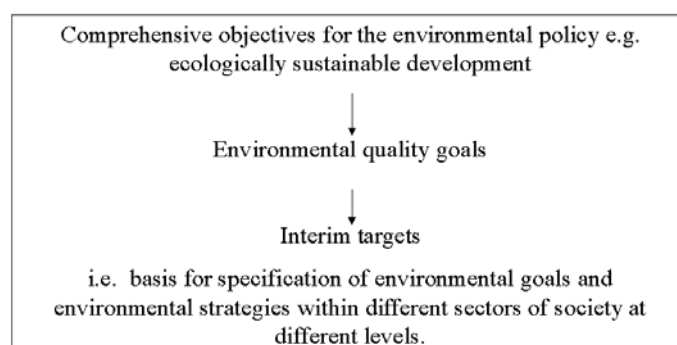 Comprehensive objectives for the environmental policy e.g.
ecologically sustainable development
Environmental quality goals
Interim targets
i.e. basis for specification of environmental goals and
environmental strategies within different sectors of society at
different levels.